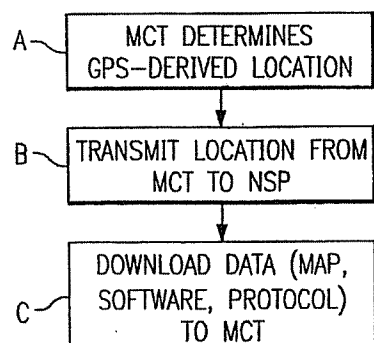 A
MCT DETERMINES
GPS-DERIVED LOCATION
B
TRANSMIT LOCATION FROM
MCT TO NSP
C
DOWNLOAD DATA (MAP,
SOFTWARE, PROTOCOL)
TO MCT